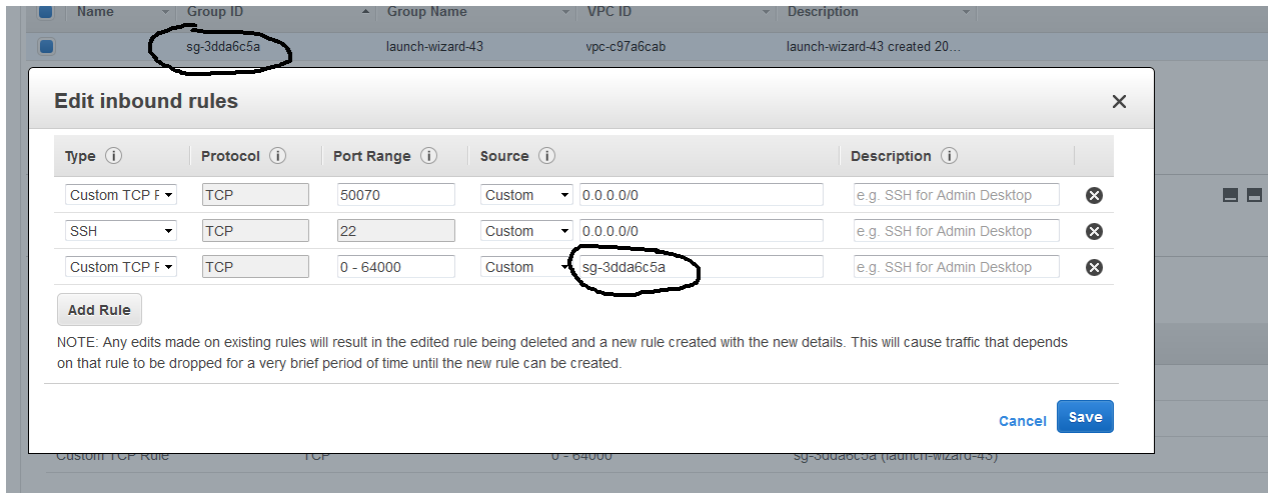 Name Group ID Group Name VPC ID Description
sg-3dda6c5a launch-wizard-43 vpc-c97a6cab launch-wizard-43 created 20...
Edit inbound rules
Type Protocol Port Range Source Description
Custom TCP F TCP 50070 Custom 0.0.0.0/0 e.g. SSH for Admin Desktop
SSH TCP 22 Custom 0.0.0.0/0 e.g. SSH for Admin Desktop
Custom TCP F TCP 0 - 64000 Custom sg-3dda6c5a e.g. SSH for Admin Desktop
Add Rule
NOTE: Any edits made on existing rules will result in the edited rule being deleted and a new rule created with the new details. This will cause traffic that depends
on that rule to be dropped for a very brief period of time until the new rule can be created.
Cancel Save
Custom TCP Rule TCP 0 - 64000 sg-3dda6c5a (launch-wizard-43)